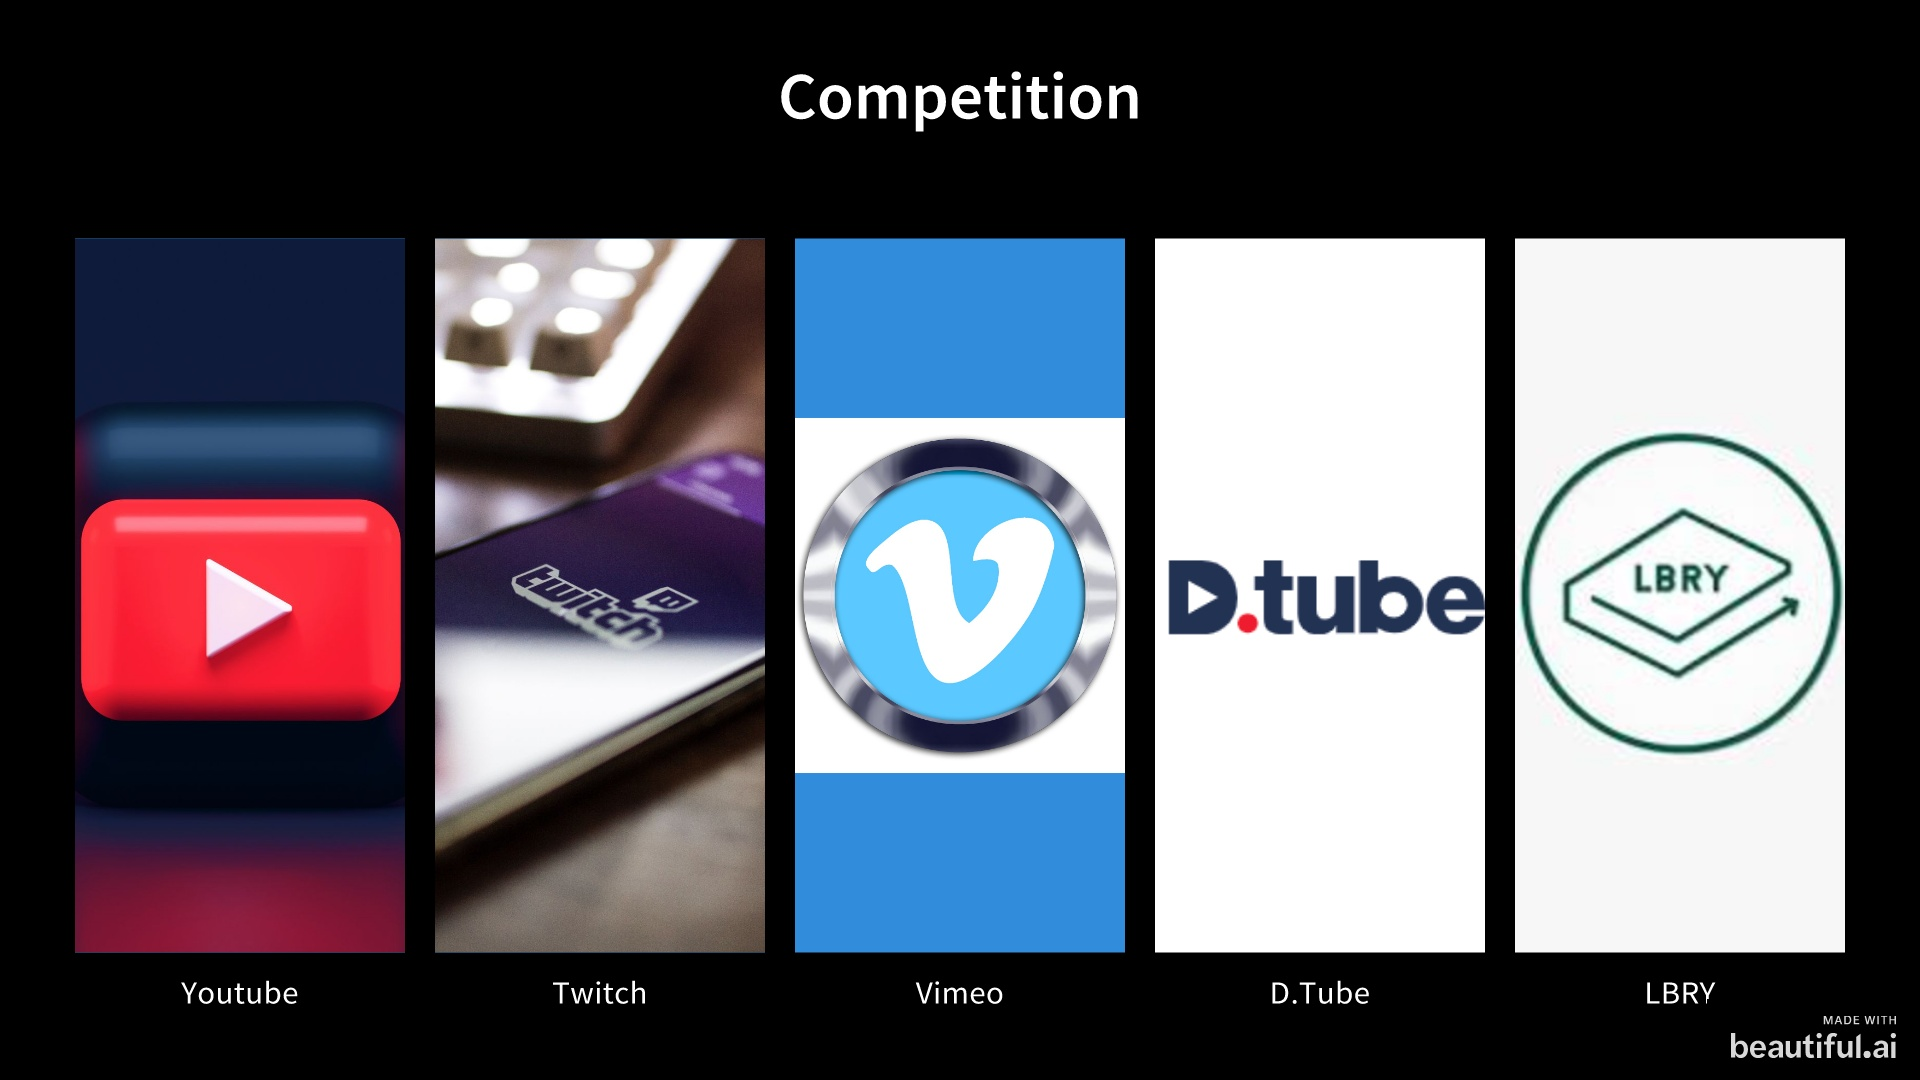 Competition
twitch
D.tube
LBRY
Youtube
Twitch
Vimeo
D.Tube
LBRY
MADE WITH
beautiful.ai